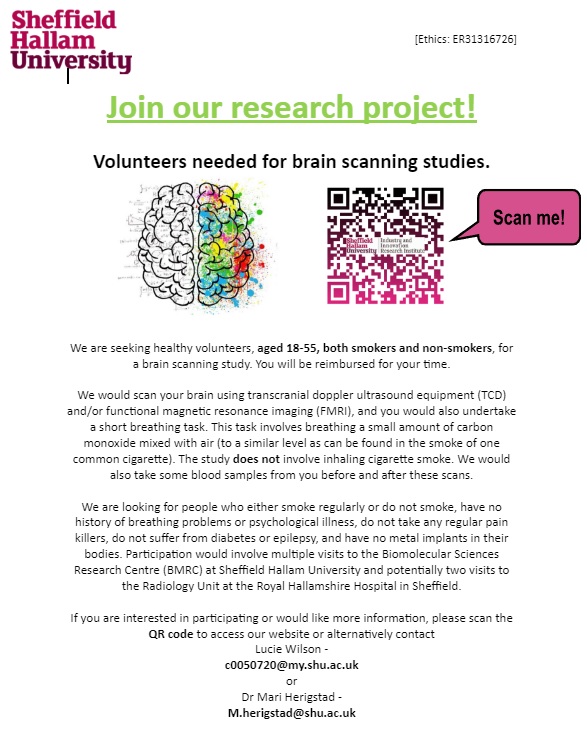 Sheffield
Hallam
University
[Ethics: ER31316726]
Join our research project!
Volunteers needed for brain scanning studies.
Sheffield Industry and
Hallam Innovation
University Research Institute
Scan me!
We are seeking healthy volunteers, aged 18-55, both smokers and non-smokers, for
a brain scanning study. You will be reimbursed for your time.
We would scan your brain using transcranial doppler ultrasound equipment (TCD)
and/or functional magnetic resonance imaging (FMRI), and you would also undertake
a short breathing task. This task involves breathing a small amount of carbon
monoxide mixed with air (to a similar level as can be found in the smoke of one
common cigarette). The study does not involve inhaling cigarette smoke. We would
also take some blood samples from you before and after these scans.
We are looking for people who either smoke regularly or do not smoke, have no
history of breathing problems or psychological illness, do not take any regular pain
killers, do not suffer from diabetes or epilepsy, and have no metal implants in their
bodies. Participation would involve multiple visits to the Biomolecular Sciences
Research Centre (BMRC) at Sheffield Hallam University and potentially two visits to
the Radiology Unit at the Royal Hallamshire Hospital in Sheffield.
If you are interested in participating or would like more information, please scan the
QR code to access our website or alternatively contact
Lucie Wilson -
c0050720@my.shu.ac.uk
or
Dr Mari Herigstad -
M.herigstad@shu.ac.uk